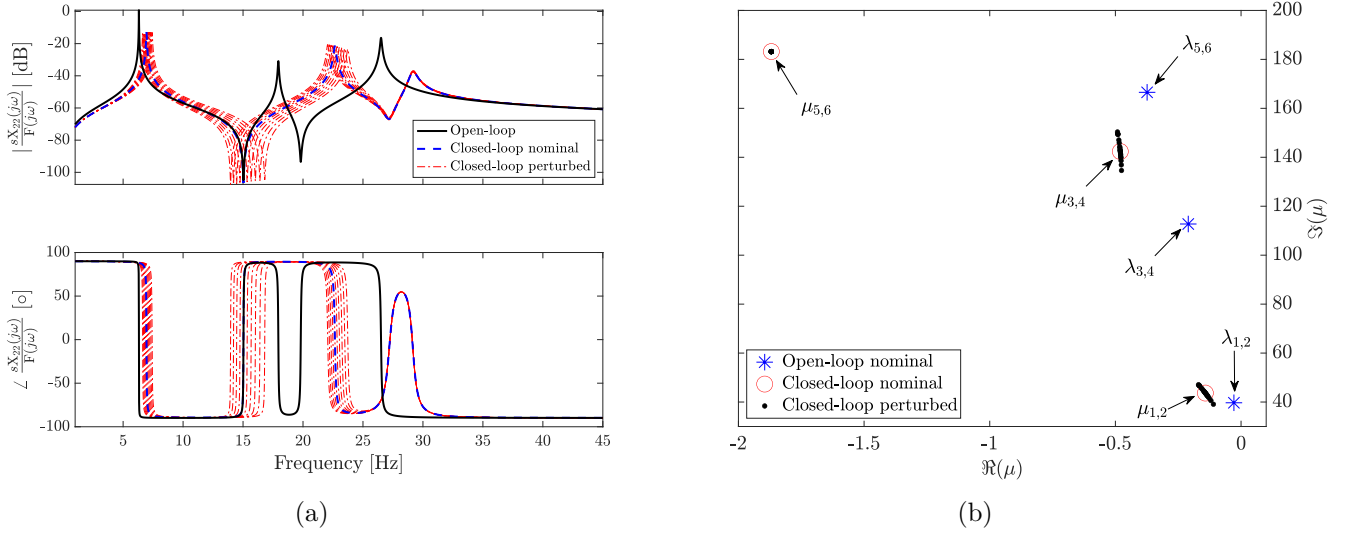 0
-20
-40
-60
-80
-100
| sX₂₂(jω) / F(jω) | [dB]
Open-loop
Closed-loop nominal
Closed-loop perturbed
100
50
0
-50
-100
∠ sX₂₂(jω) / F(jω) [○]
5 10 15 20 25 30 35 40 45
Frequency [Hz]
(a)
200
180
160
140
120
100
80
60
40
ℑ(μ)
λ₅,₆
μ₅,₆
μ₃,₄
λ₃,₄
λ₁,₂
μ₁,₂
Open-loop nominal
Closed-loop nominal
Closed-loop perturbed
-2 -1.5 -1 -0.5 0
ℜ(μ)
(b)